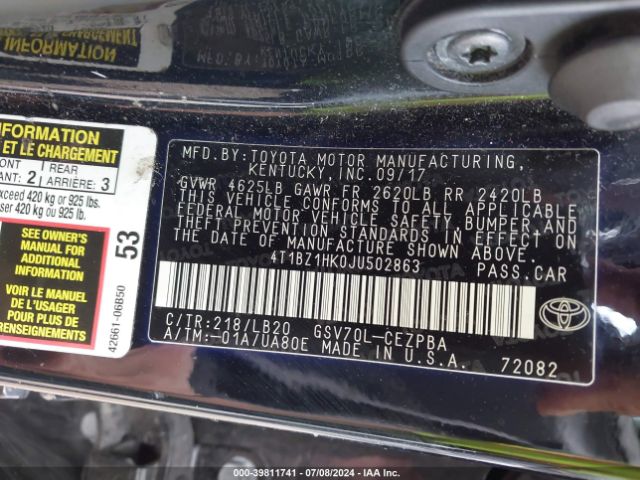 INFORMATION
ET LE CHARGEMENT
REAR
ANT: 2 ARRIÈRE: 3
exceed 420 kg or 925 lbs.
ser 420 kg ou 925 lb.
SEE OWNER'S
MANUAL FOR
ADDITIONAL
INFORMATION
VOIR LE MANUEL
POUR PLUS DE
RENSEIGNEMENTS
53
42661-06B50
MFD.BY:TOYOTA MOTOR MANUFACTURING,
KENTUCKY,INC.09/17
GVWR 4625LB GAWR FR 2620LB RR 2420LB
THIS VEHICLE CONFORMS TO ALL APPLICABLE
FEDERAL MOTOR VEHICLE SAFETY,BUMPER,AND
THEFT PREVENTION STANDARDS IN EFFECT ON
THE DATE OF MANUFACTURE SHOWN ABOVE.
4T1BZ1HK0JU502863 PASS.CAR
C/TR:218/LB20 GSV70L-CEZPBA
A/TM:-01A/UA80E MADE IN U.S.A. 72082
000-39811741 / 07/08/2024 / IAA Inc.